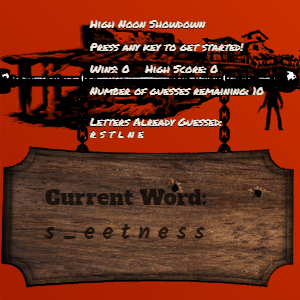 High Noon Showdown
Press any key to get started!
Wins: 0 High Score: 0
Number of guesses remaining: 10
Letters Already Guessed:
R S T L N E
Current Word:
s _ e e t n e s s